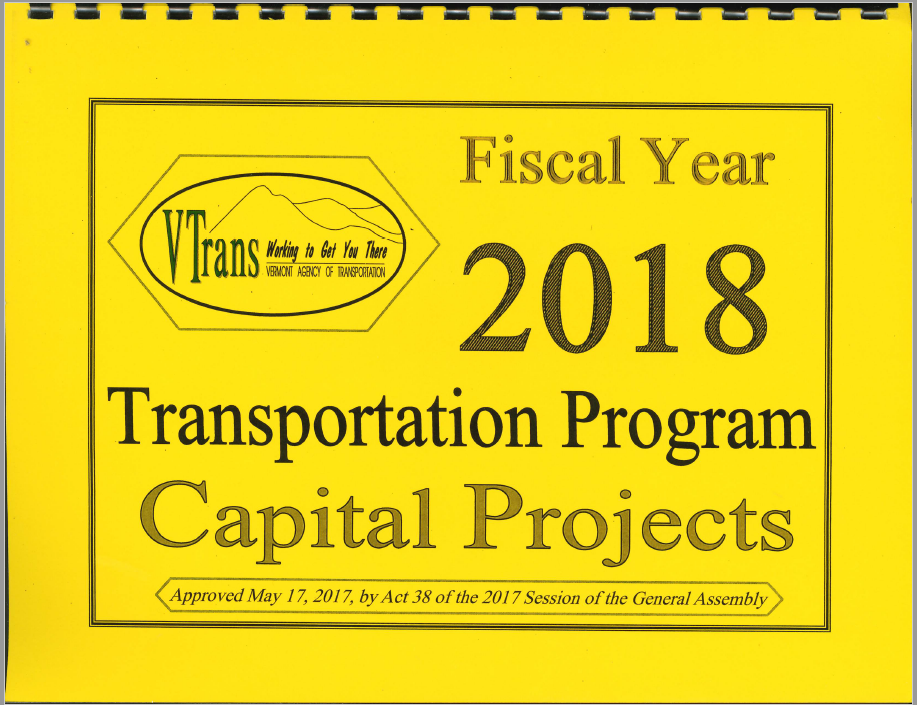 Fiscal Year
VTrans
Working to Get You There
VERMONT AGENCY OF TRANSPORTATION
2018
Transportation Program
Capital Projects
Approved May 17, 2017, by Act 38 of the 2017 Session of the General Assembly